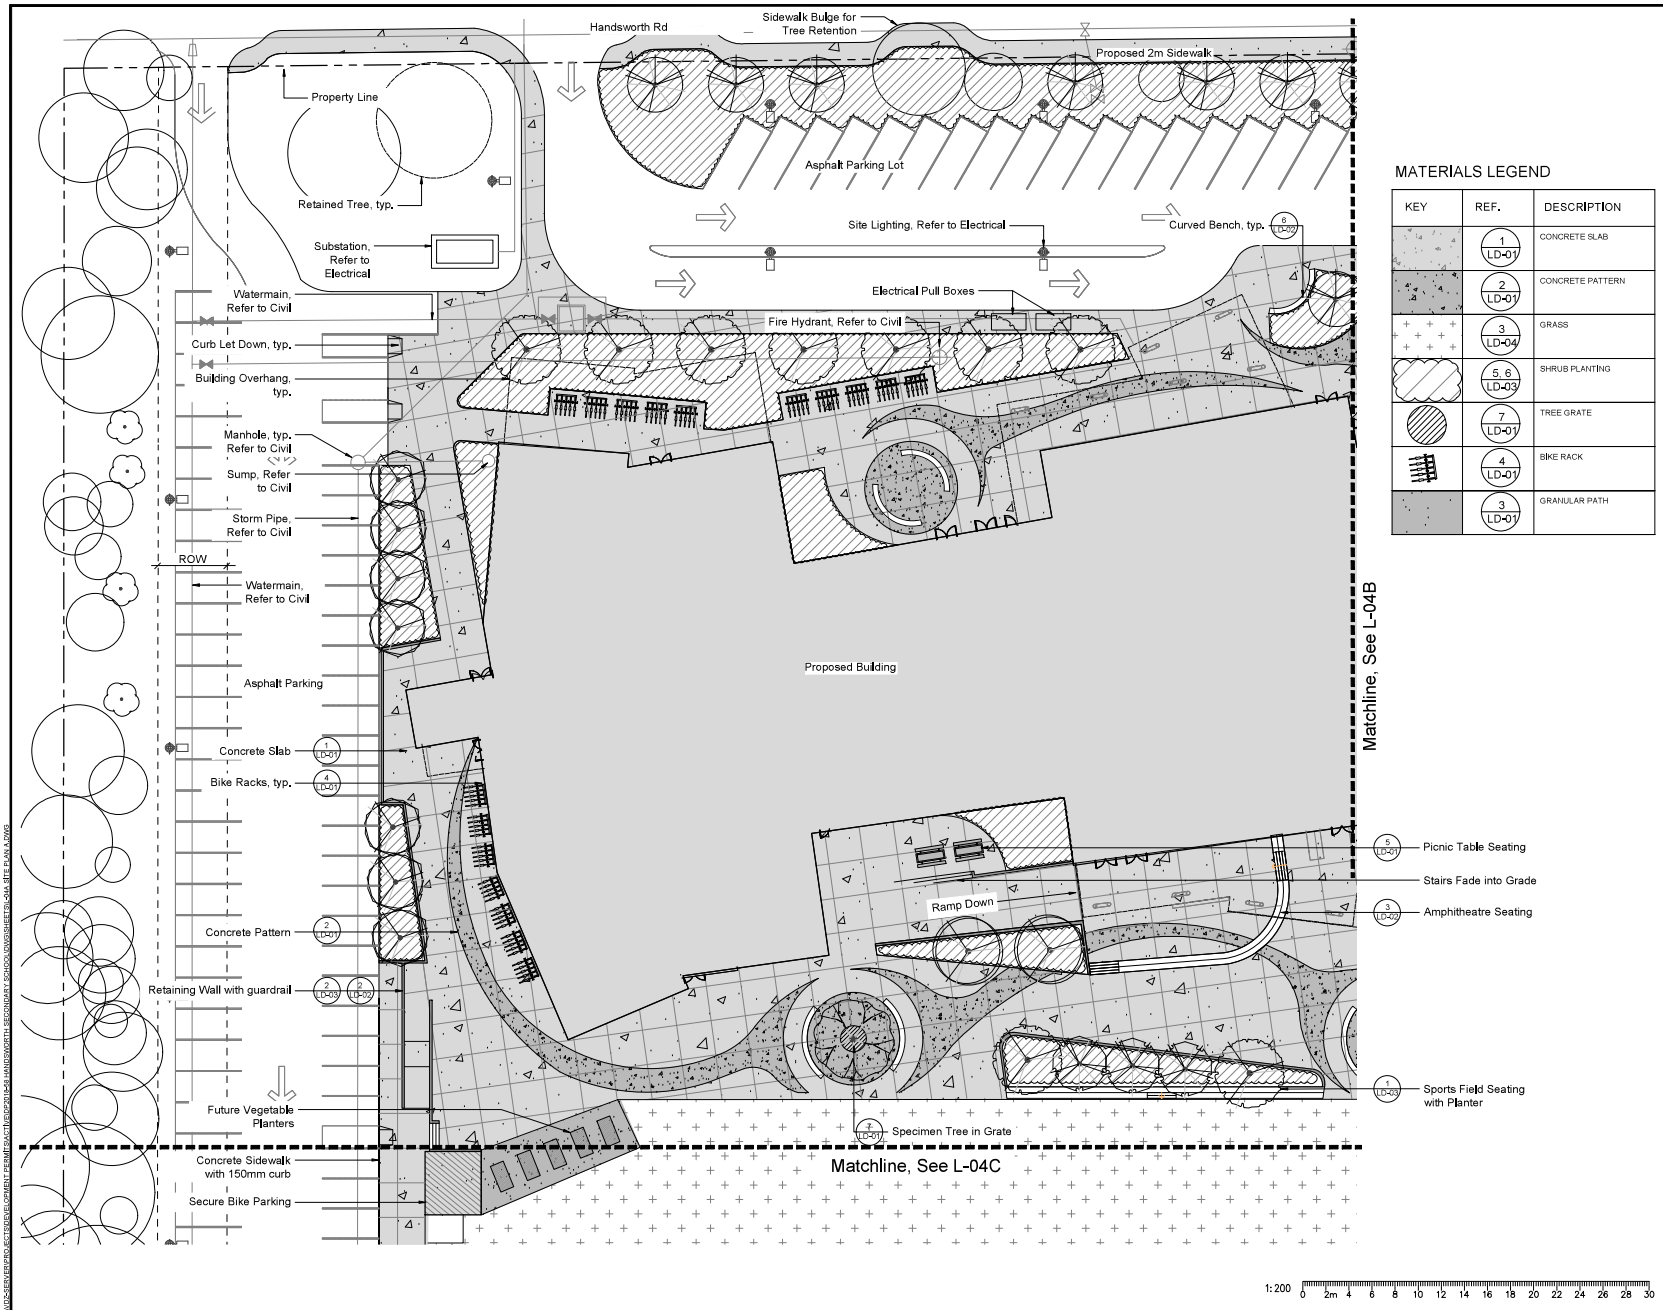 Handsworth Rd
Sidewalk Bulge for
Tree Retention
Proposed 2m Sidewalk
Property Line
Asphalt Parking Lot
Retained Tree, typ.
Site Lighting, Refer to Electrical
Curved Bench, typ.
6
LD-02
Substation,
Refer to
Electrical
Watermain,
Refer to Civil
Electrical Pull Boxes
Fire Hydrant, Refer to Civil
Curb Let Down, typ.
Building Overhang,
typ.
Manhole, typ.
Refer to Civil
Sump, Refer
to Civil
Storm Pipe,
Refer to Civil
ROW
Watermain,
Refer to Civil
Proposed Building
Asphalt Parking
Concrete Slab
1
LD-01
Bike Racks, typ.
4
LD-01
Concrete Pattern
2
LD-01
Retaining Wall with guardrail
2
LD-03
2
LD-02
Ramp Down
Future Vegetable
Planters
Concrete Sidewalk
with 150mm curb
Secure Bike Parking
7
LD-01
Specimen Tree in Grate
Matchline, See L-04C
Matchline, See L-04B
5
LD-01
Picnic Table Seating
Stairs Fade into Grade
3
LD-02
Amphitheatre Seating
1
LD-03
Sports Field Seating
with Planter
MATERIALS LEGEND
KEY REF. DESCRIPTION
1
LD-01
CONCRETE SLAB
2
LD-01
CONCRETE PATTERN
3
LD-04
GRASS
5, 6
LD-03
SHRUB PLANTING
7
LD-01
TREE GRATE
4
LD-01
BIKE RACK
3
LD-01
GRANULAR PATH
1:200
0 2m 4 6 8 10 12 14 16 18 20 22 24 26 28 30